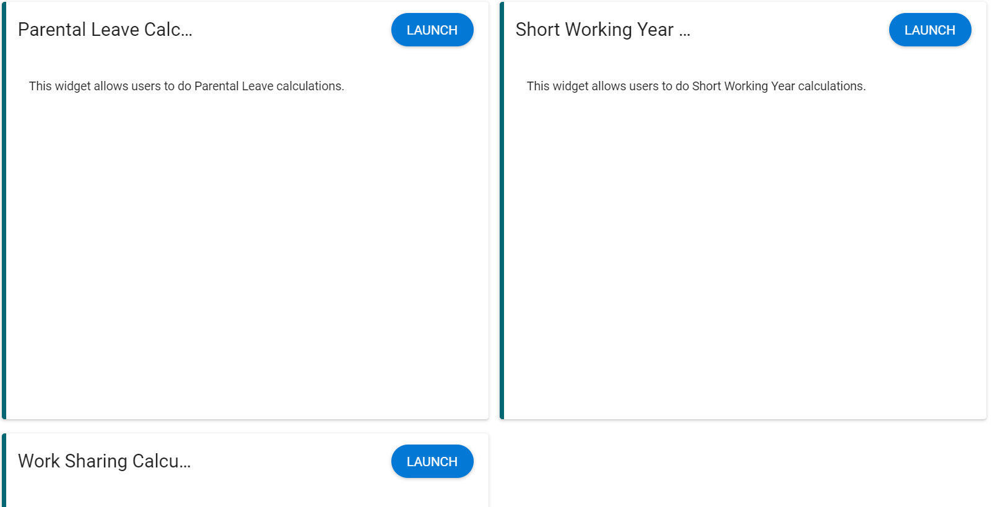 Parental Leave Calc...
LAUNCH
This widget allows users to do Parental Leave calculations.
Short Working Year ...
LAUNCH
This widget allows users to do Short Working Year calculations.
Work Sharing Calcu...
LAUNCH